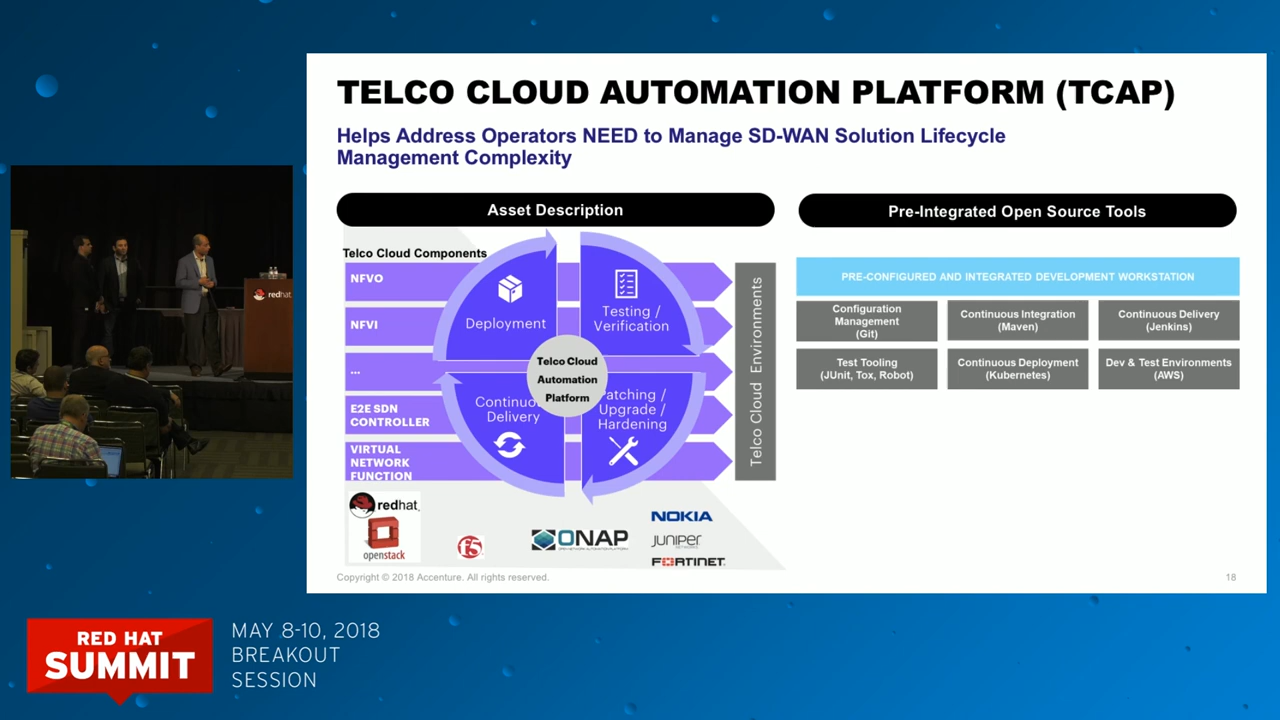 TELCO CLOUD AUTOMATION PLATFORM (TCAP)
Helps Address Operators NEED to Manage SD-WAN Solution Lifecycle
Management Complexity
Asset Description
Telco Cloud Components
NFVO
NFVI
...
E2E SDN
CONTROLLER
VIRTUAL
NETWORK
FUNCTION
Deployment
Testing /
Verification
Telco Cloud
Automation
Platform
Continuo
Delivery
atching /
Upgrade /
Hardening
Telco Cloud Environments
redhat.
openstack
f5
ONAP
NOKIA
JUNIPER
NETWORKS
FORTINET
Pre-Integrated Open Source Tools
PRE-CONFIGURED AND INTEGRATED DEVELOPMENT WORKSTATION
Configuration
Management
(Git)
Continuous Integration
(Maven)
Continuous Delivery
(Jenkins)
Test Tooling
(JUnit, Tox, Robot)
Continuous Deployment
(Kubernetes)
Dev & Test Environments
(AWS)
Copyright © 2018 Accenture. All rights reserved.
18
redhat
RED HAT
SUMMIT
MAY 8-10, 2018
BREAKOUT
SESSION